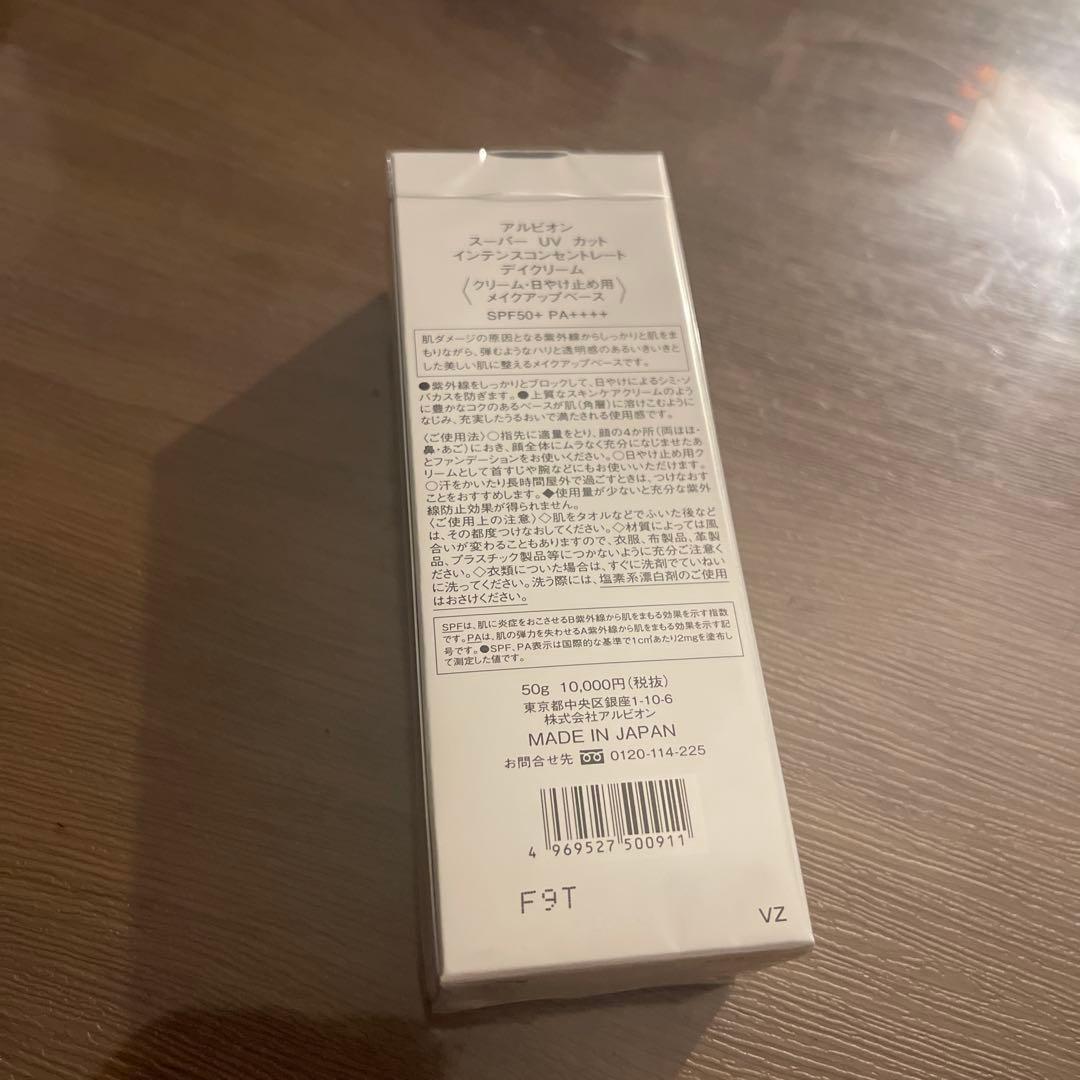 アルビオン
スーパー UV カット
インテンスコンセントレート
デイクリーム
〈クリーム・日やけ止め用
メイクアップベース〉
SPF50+ PA++++
肌ダメージの原因となる紫外線からしっかりと肌をま
もりながら、弾むようなハリと透明感のあるいきいきと
した美しい肌に整えるメイクアップベースです。
●紫外線をしっかりとブロックして、日やけによるシミ・ソ
バカスを防ぎます。●上質なスキンケアクリームのよう
に豊かなコクのあるベースが肌(角層)に溶けこむように
なじみ、充実したうるおいで満たされる使用感です。
〈ご使用法〉○指先に適量をとり、顔の4か所(両ほほ・
鼻・あご)におき、顔全体にムラなく充分になじませたあ
とファンデーションをお使いください。○日やけ止め用ク
リームとして首すじや腕などにもお使いいただけます。
○汗をかいたり長時間屋外で過ごすときは、つけなおす
ことをおすすめします。◆使用量が少ないと充分な紫外
線防止効果が得られません。
〈ご使用上の注意〉◇肌をタオルなどでふいた後など
は、その都度つけなおしてください。◇材質によっては風
合いが変わることもありますので、衣服、布製品、革製
品、プラスチック製品等につかないように充分ご注意く
ださい。◇衣類についた場合は、すぐに洗剤でていねい
に洗ってください。洗う際には、塩素系漂白剤のご使用
はおさけください。
SPFは、肌に炎症をおこさせるB紫外線から肌をまもる効果を示す指数
です。PAは、肌の弾力を失わせるA紫外線から肌をまもる効果を示す記
号です。●SPF、PA表示は国際的な基準で1c㎡あたり2mgを塗布し
て測定した値です。
50g 10,000円(税抜)
東京都中央区銀座1-10-6
株式会社アルビオン
MADE IN JAPAN
お問合せ先 0120-114-225
4 969527 500911
F9T
VZ